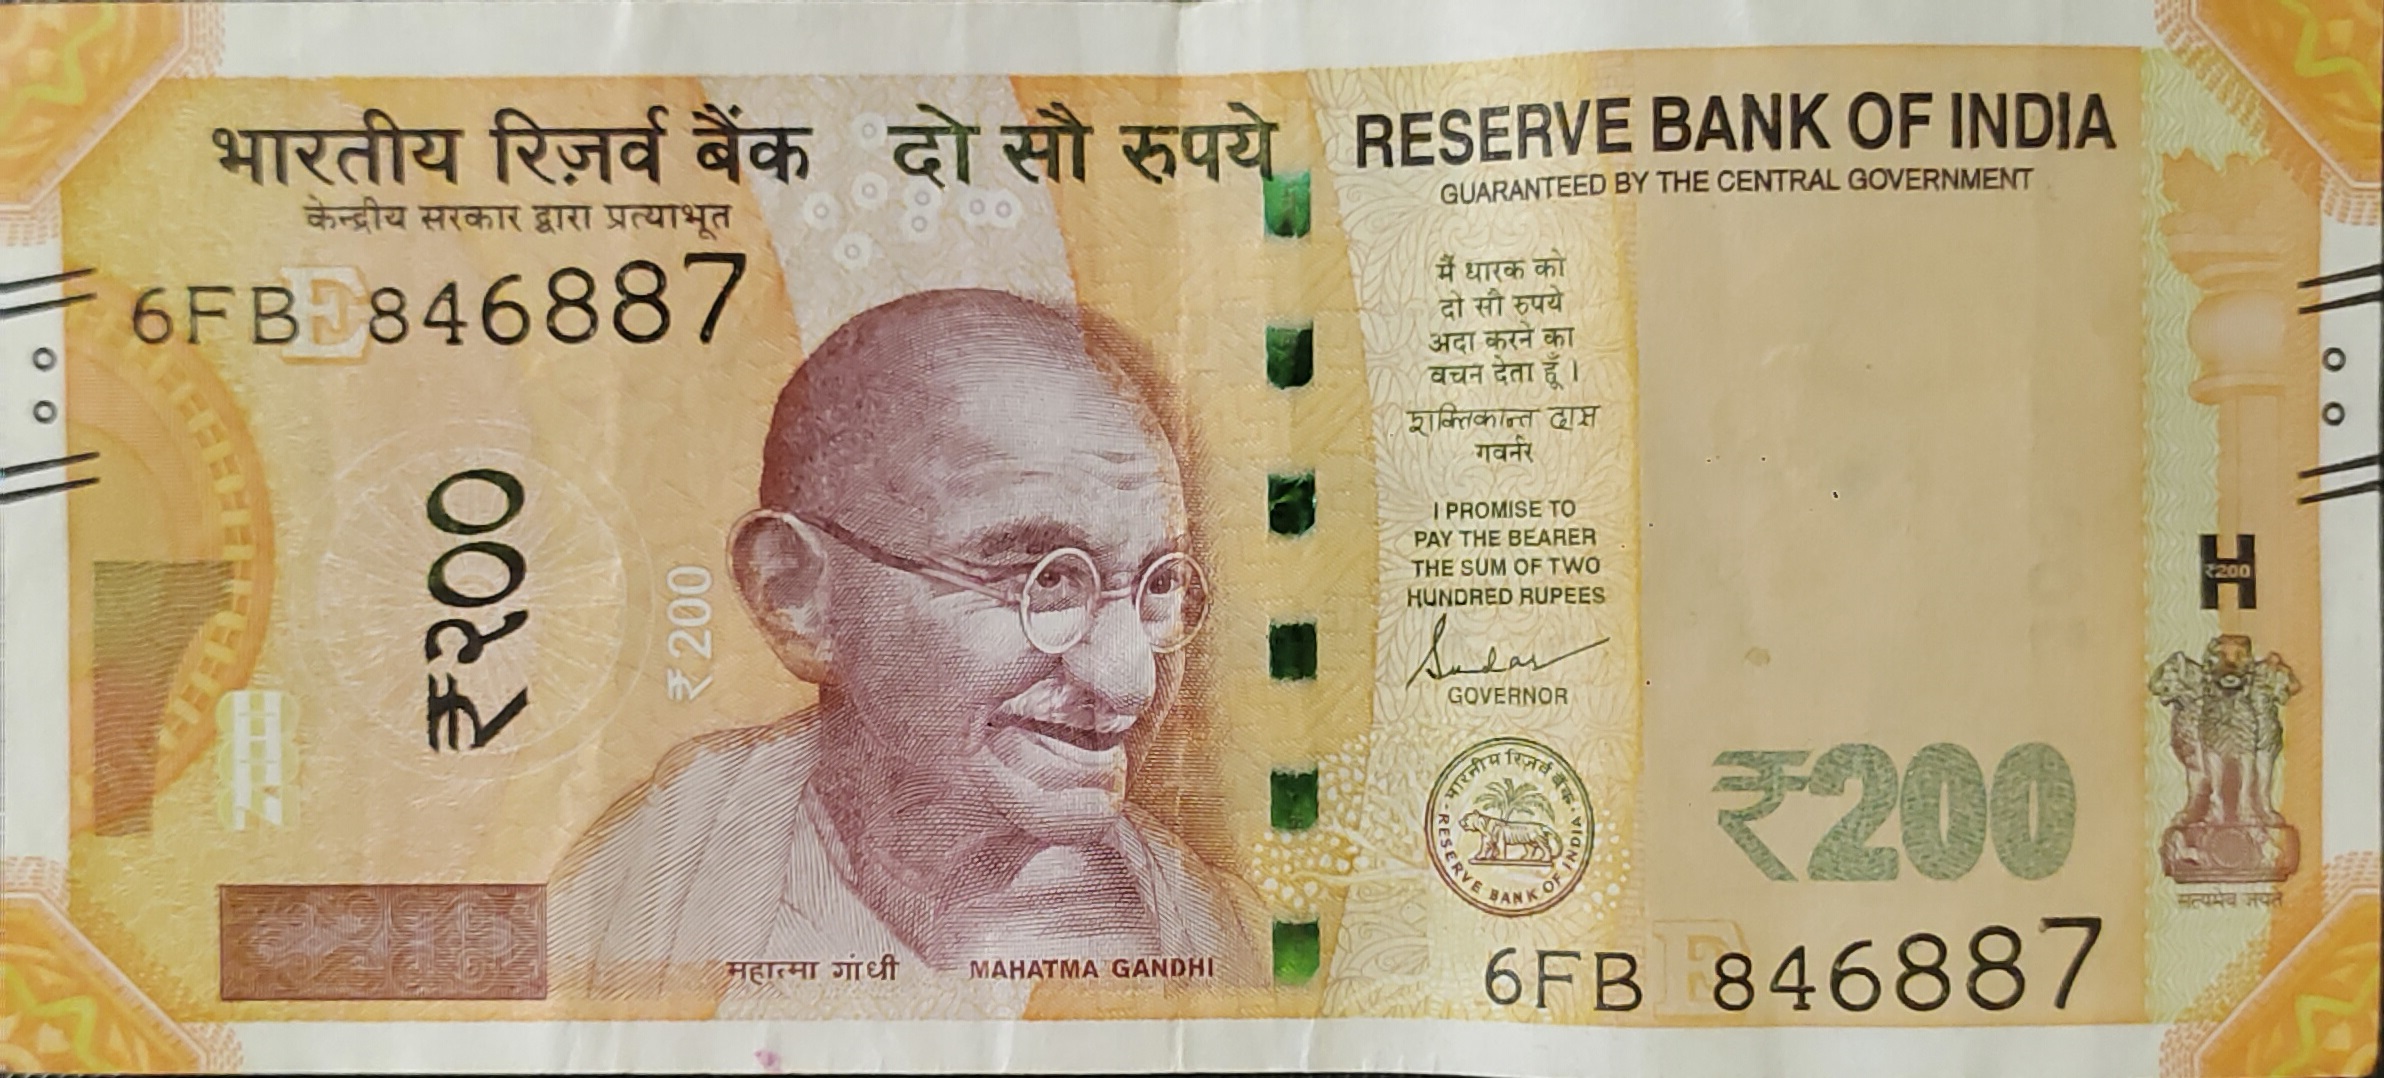 भारतीय रिज़र्व बैंक दो सौ रुपये RESERVE BANK OF INDIA
केन्द्रीय सरकार द्वारा प्रत्याभूत
GUARANTEED BY THE CENTRAL GOVERNMENT
6FB E 846887
₹२००
₹200
मैं धारक को
दो सौ रुपये
अदा करने का
वचन देता हूँ।
शक्तिकान्त दास
गवर्नर
I PROMISE TO
PAY THE BEARER
THE SUM OF TWO
HUNDRED RUPEES
GOVERNOR
भारतीय रिज़र्व बैंक
RESERVE BANK OF INDIA
H
₹200
₹200
सत्यमेव जयते
महात्मा गांधी MAHATMA GANDHI
6FB E 846887